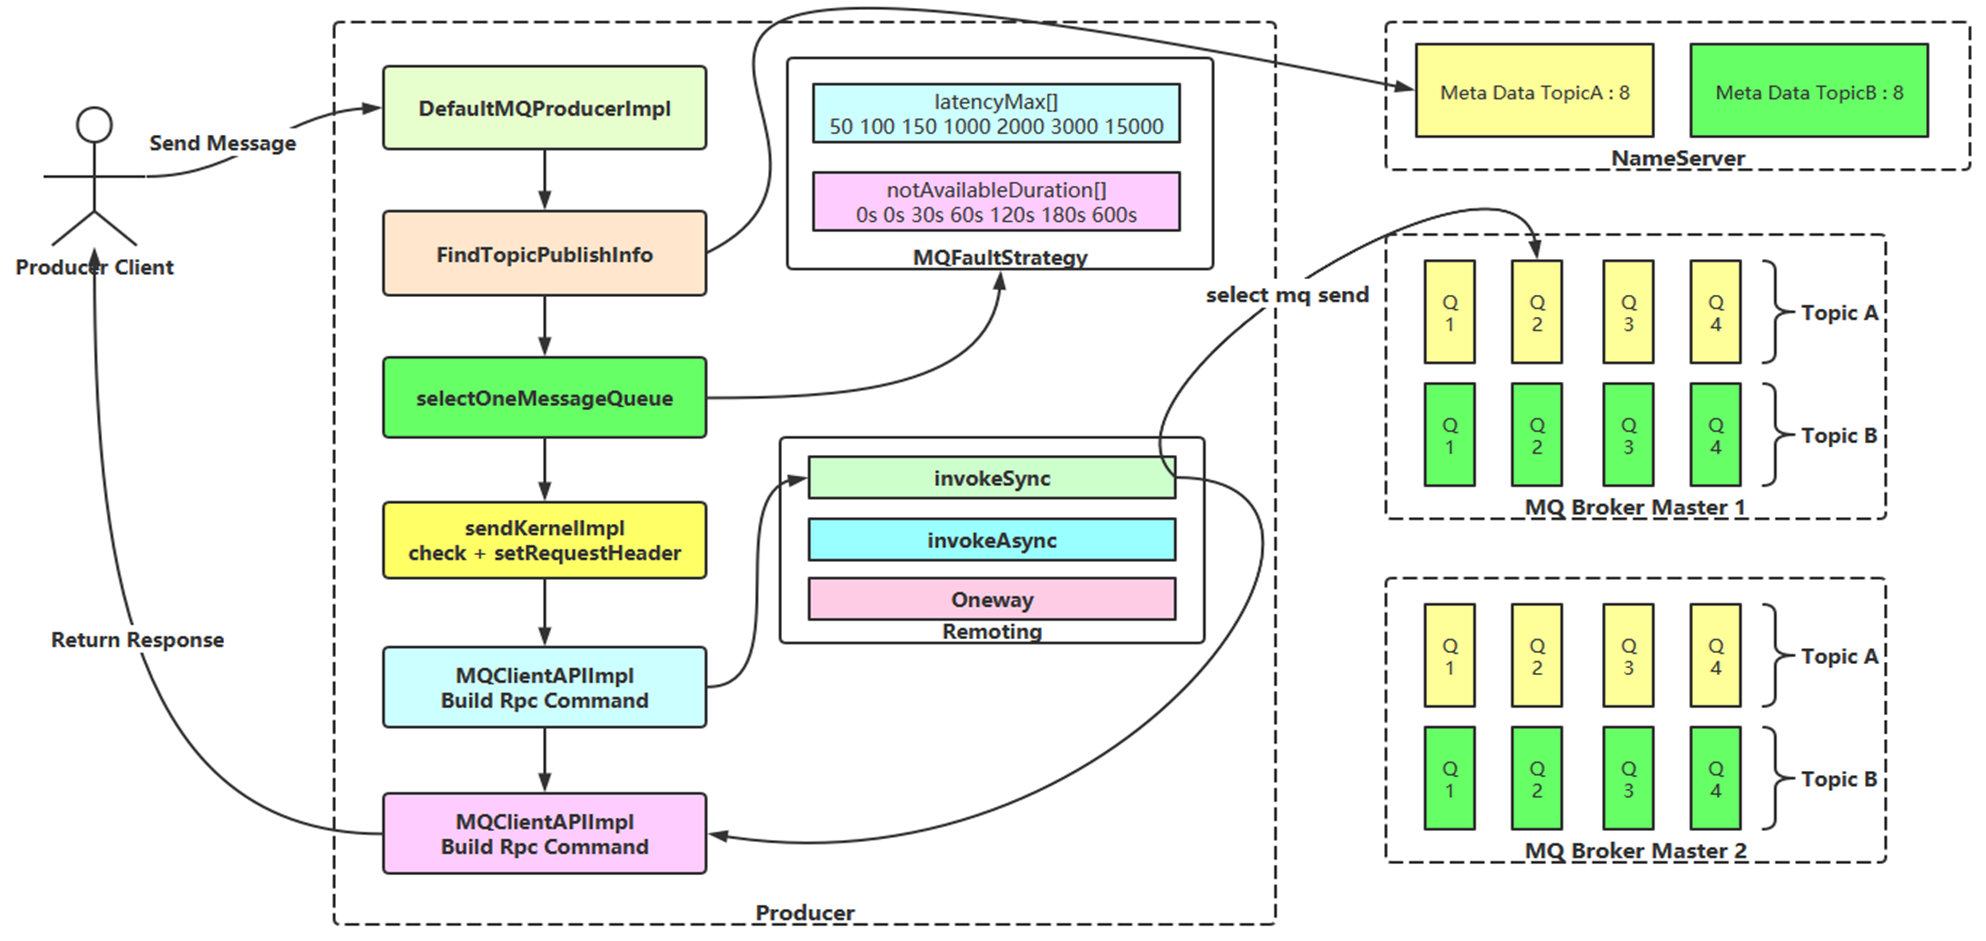 Producer Client
Send Message
Return Response
DefaultMQProducerImpl
FindTopicPublishInfo
selectOneMessageQueue
sendKernelImpl
check + setRequestHeader
MQClientAPIImpl
Build Rpc Command
MQClientAPIImpl
Build Rpc Command
Producer
latencyMax[]
50 100 150 1000 2000 3000 15000
notAvailableDuration[]
0s 0s 30s 60s 120s 180s 600s
MQFaultStrategy
invokeSync
invokeAsync
Oneway
Remoting
select mq send
Meta Data TopicA : 8
Meta Data TopicB : 8
NameServer
Q
1
Q
2
Q
3
Q
4
Topic A
Q
1
Q
2
Q
3
Q
4
Topic B
MQ Broker Master 1
Q
1
Q
2
Q
3
Q
4
Topic A
Q
1
Q
2
Q
3
Q
4
Topic B
MQ Broker Master 2